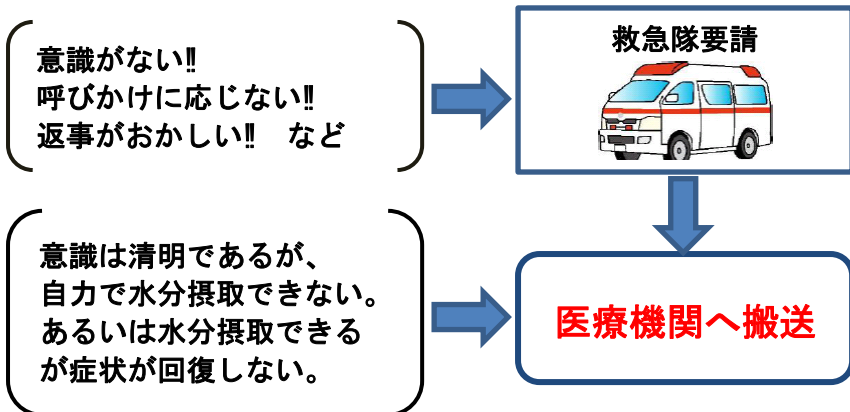 意識がない‼
呼びかけに応じない‼
返事がおかしい‼　など
救急隊要請
意識は清明であるが、
自力で水分摂取できない。
あるいは水分摂取できる
が症状が回復しない。
医療機関へ搬送